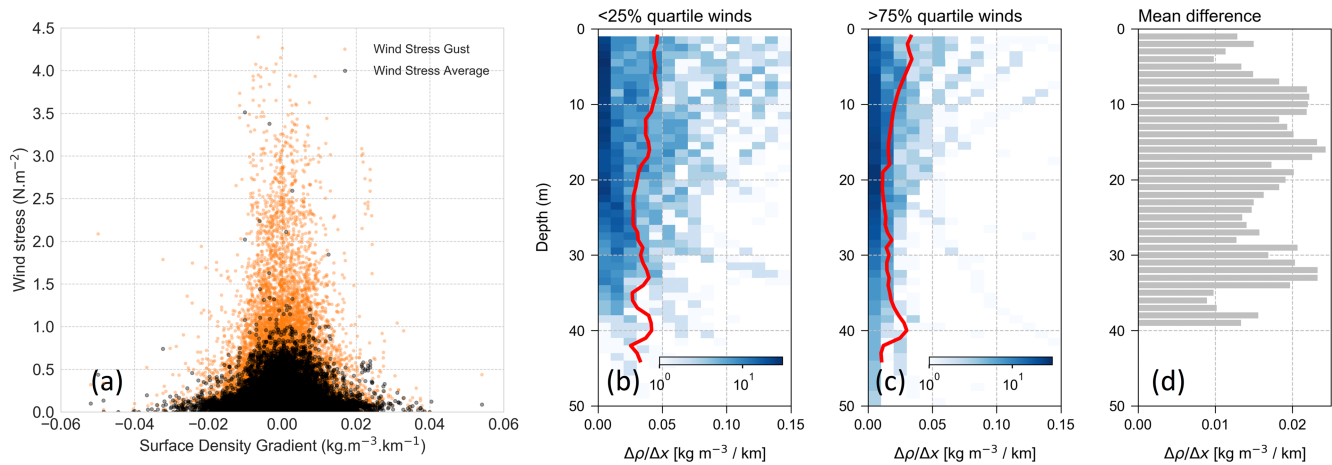 4.5
4.0
3.5
3.0
2.5
2.0
1.5
1.0
0.5
0.0
Wind stress (N.m⁻²)
Wind Stress Gust
Wind Stress Average
(a)
−0.06 −0.04 −0.02 0.00 0.02 0.04 0.06
Surface Density Gradient (kg.m⁻³.km⁻¹)
<25% quartile winds
0
10
20
30
40
50
Depth (m)
(b)
10⁰ 10¹
0.00 0.05 0.10 0.15
Δρ/Δx [kg m⁻³ / km]
>75% quartile winds
0
10
20
30
40
50
(c)
10⁰ 10¹
0.00 0.05 0.10 0.15
Δρ/Δx [kg m⁻³ / km]
Mean difference
0
10
20
30
40
50
(d)
0.00 0.01 0.02
Δρ/Δx [kg m⁻³ / km]